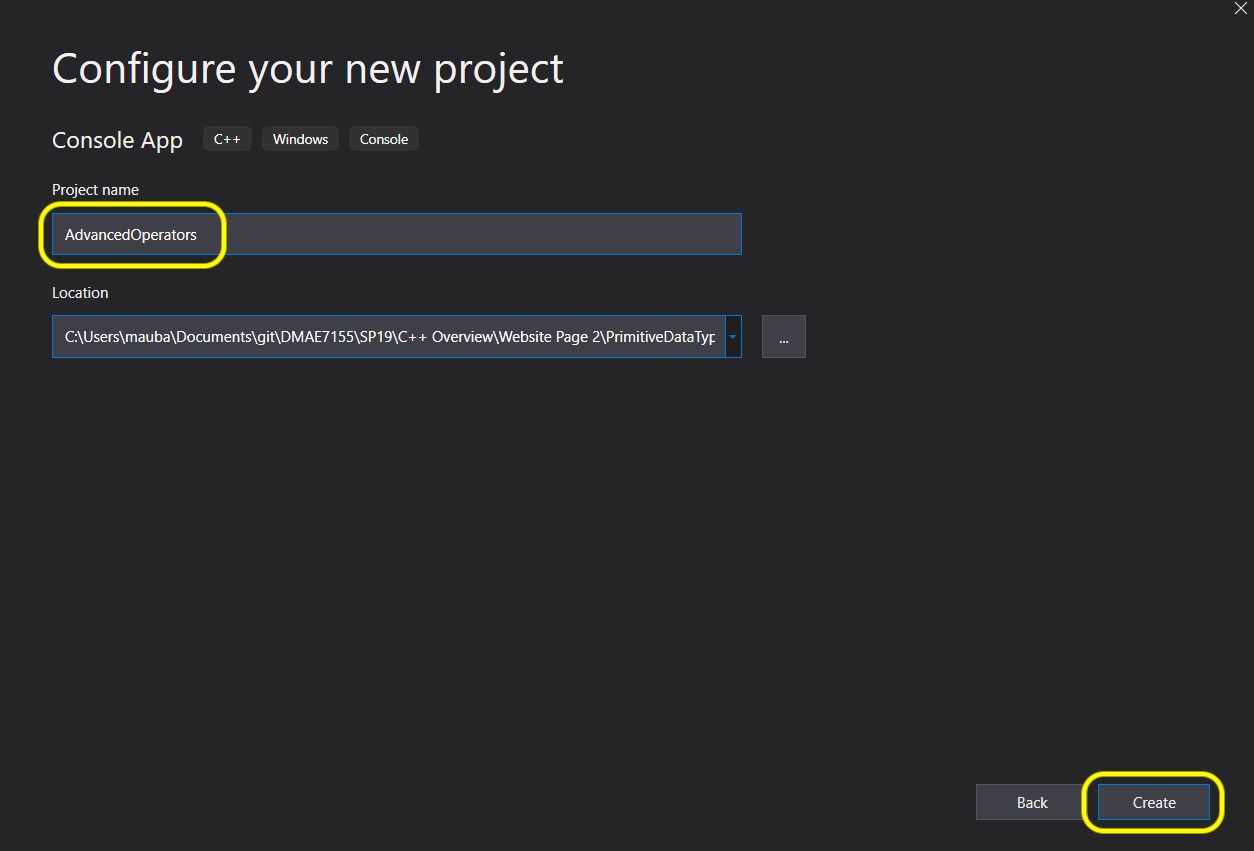 Configure your new project
Console App C++ Windows Console
Project name
AdvancedOperators
Location
C:\Users\mauba\Documents\git\DMAE7155\SP19\C++ Overview\Website Page 2\PrimitiveDataTyp ...
Back Create